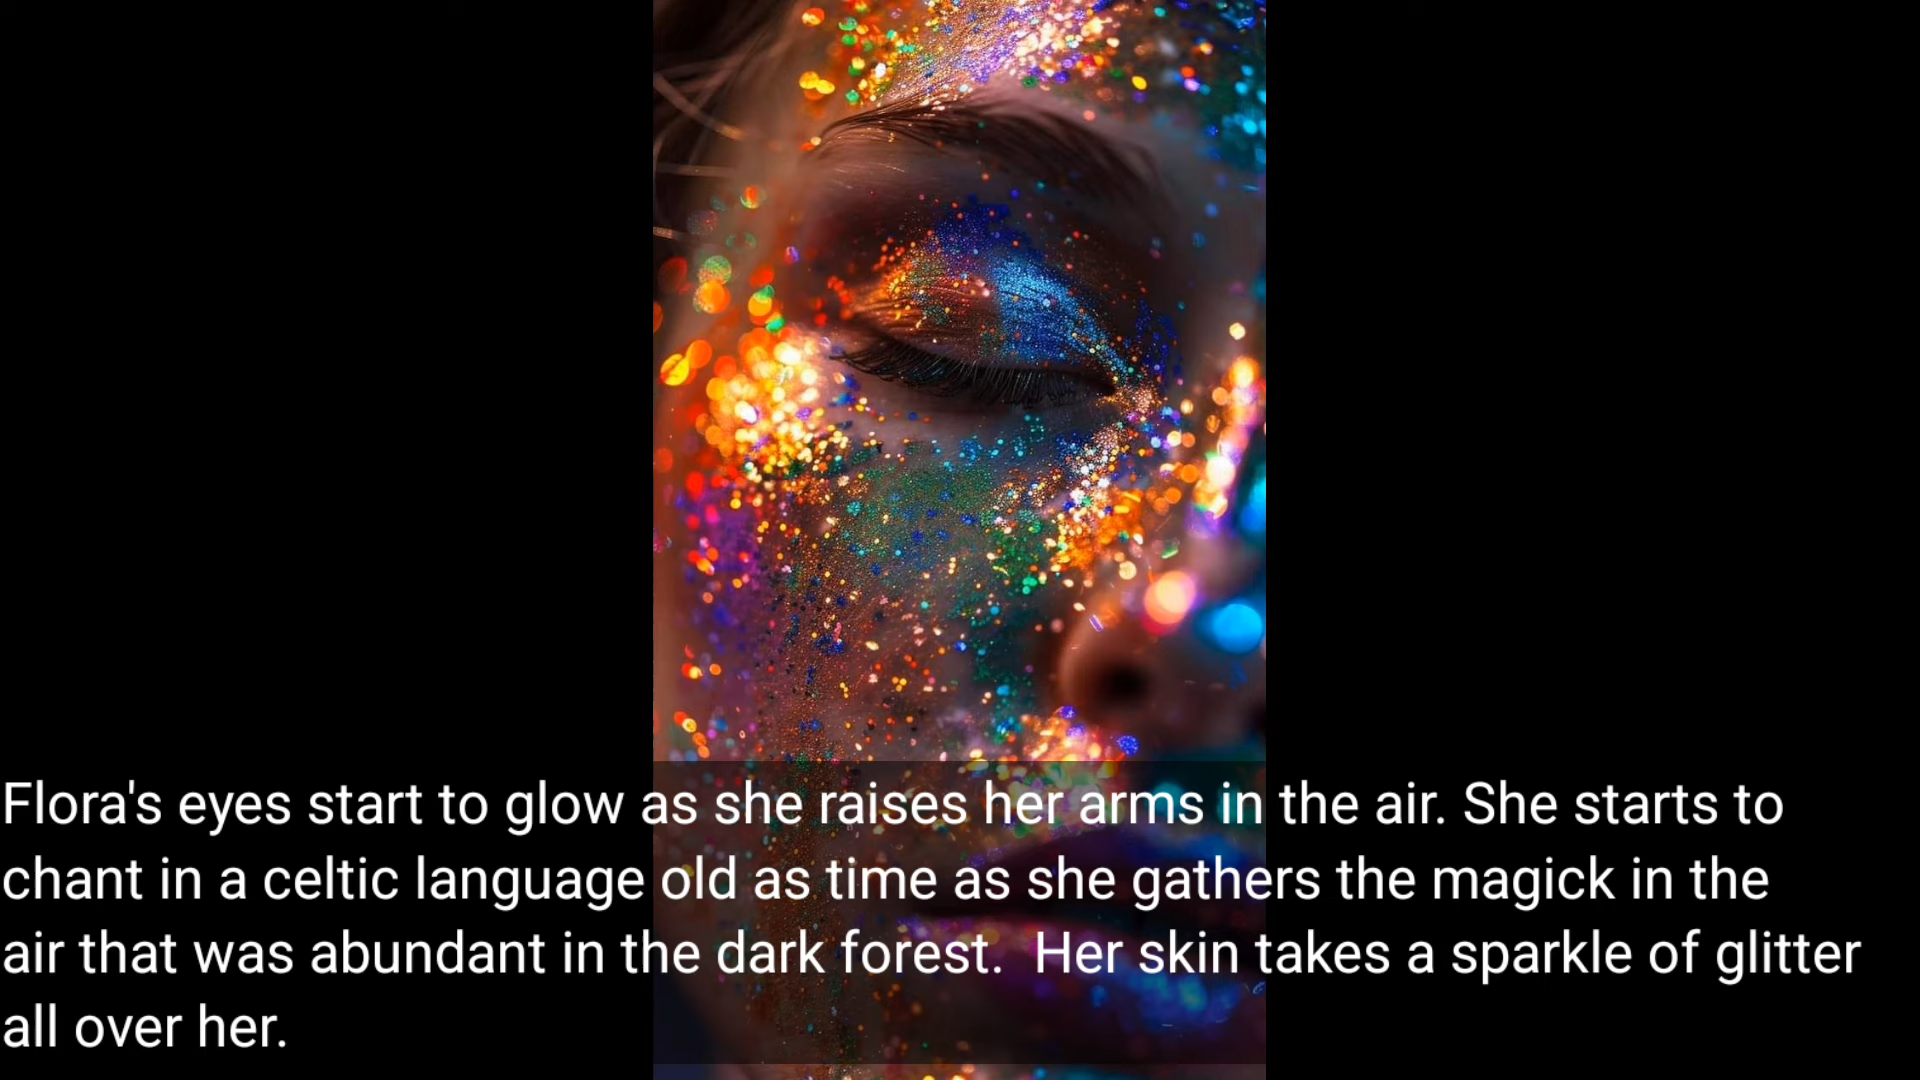 Flora's eyes start to glow as she raises her arms in the air. She starts to
chant in a celtic language old as time as she gathers the magick in the
air that was abundant in the dark forest.  Her skin takes a sparkle of glitter
all over her.